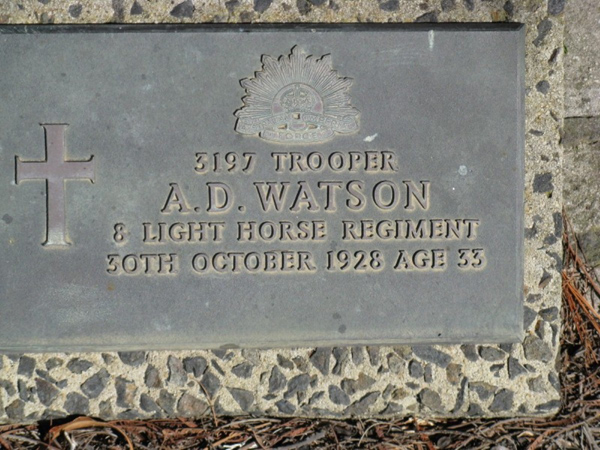 3197 TROOPER
A.D. WATSON
8 LIGHT HORSE REGIMENT
30TH OCTOBER 1928 AGE 33